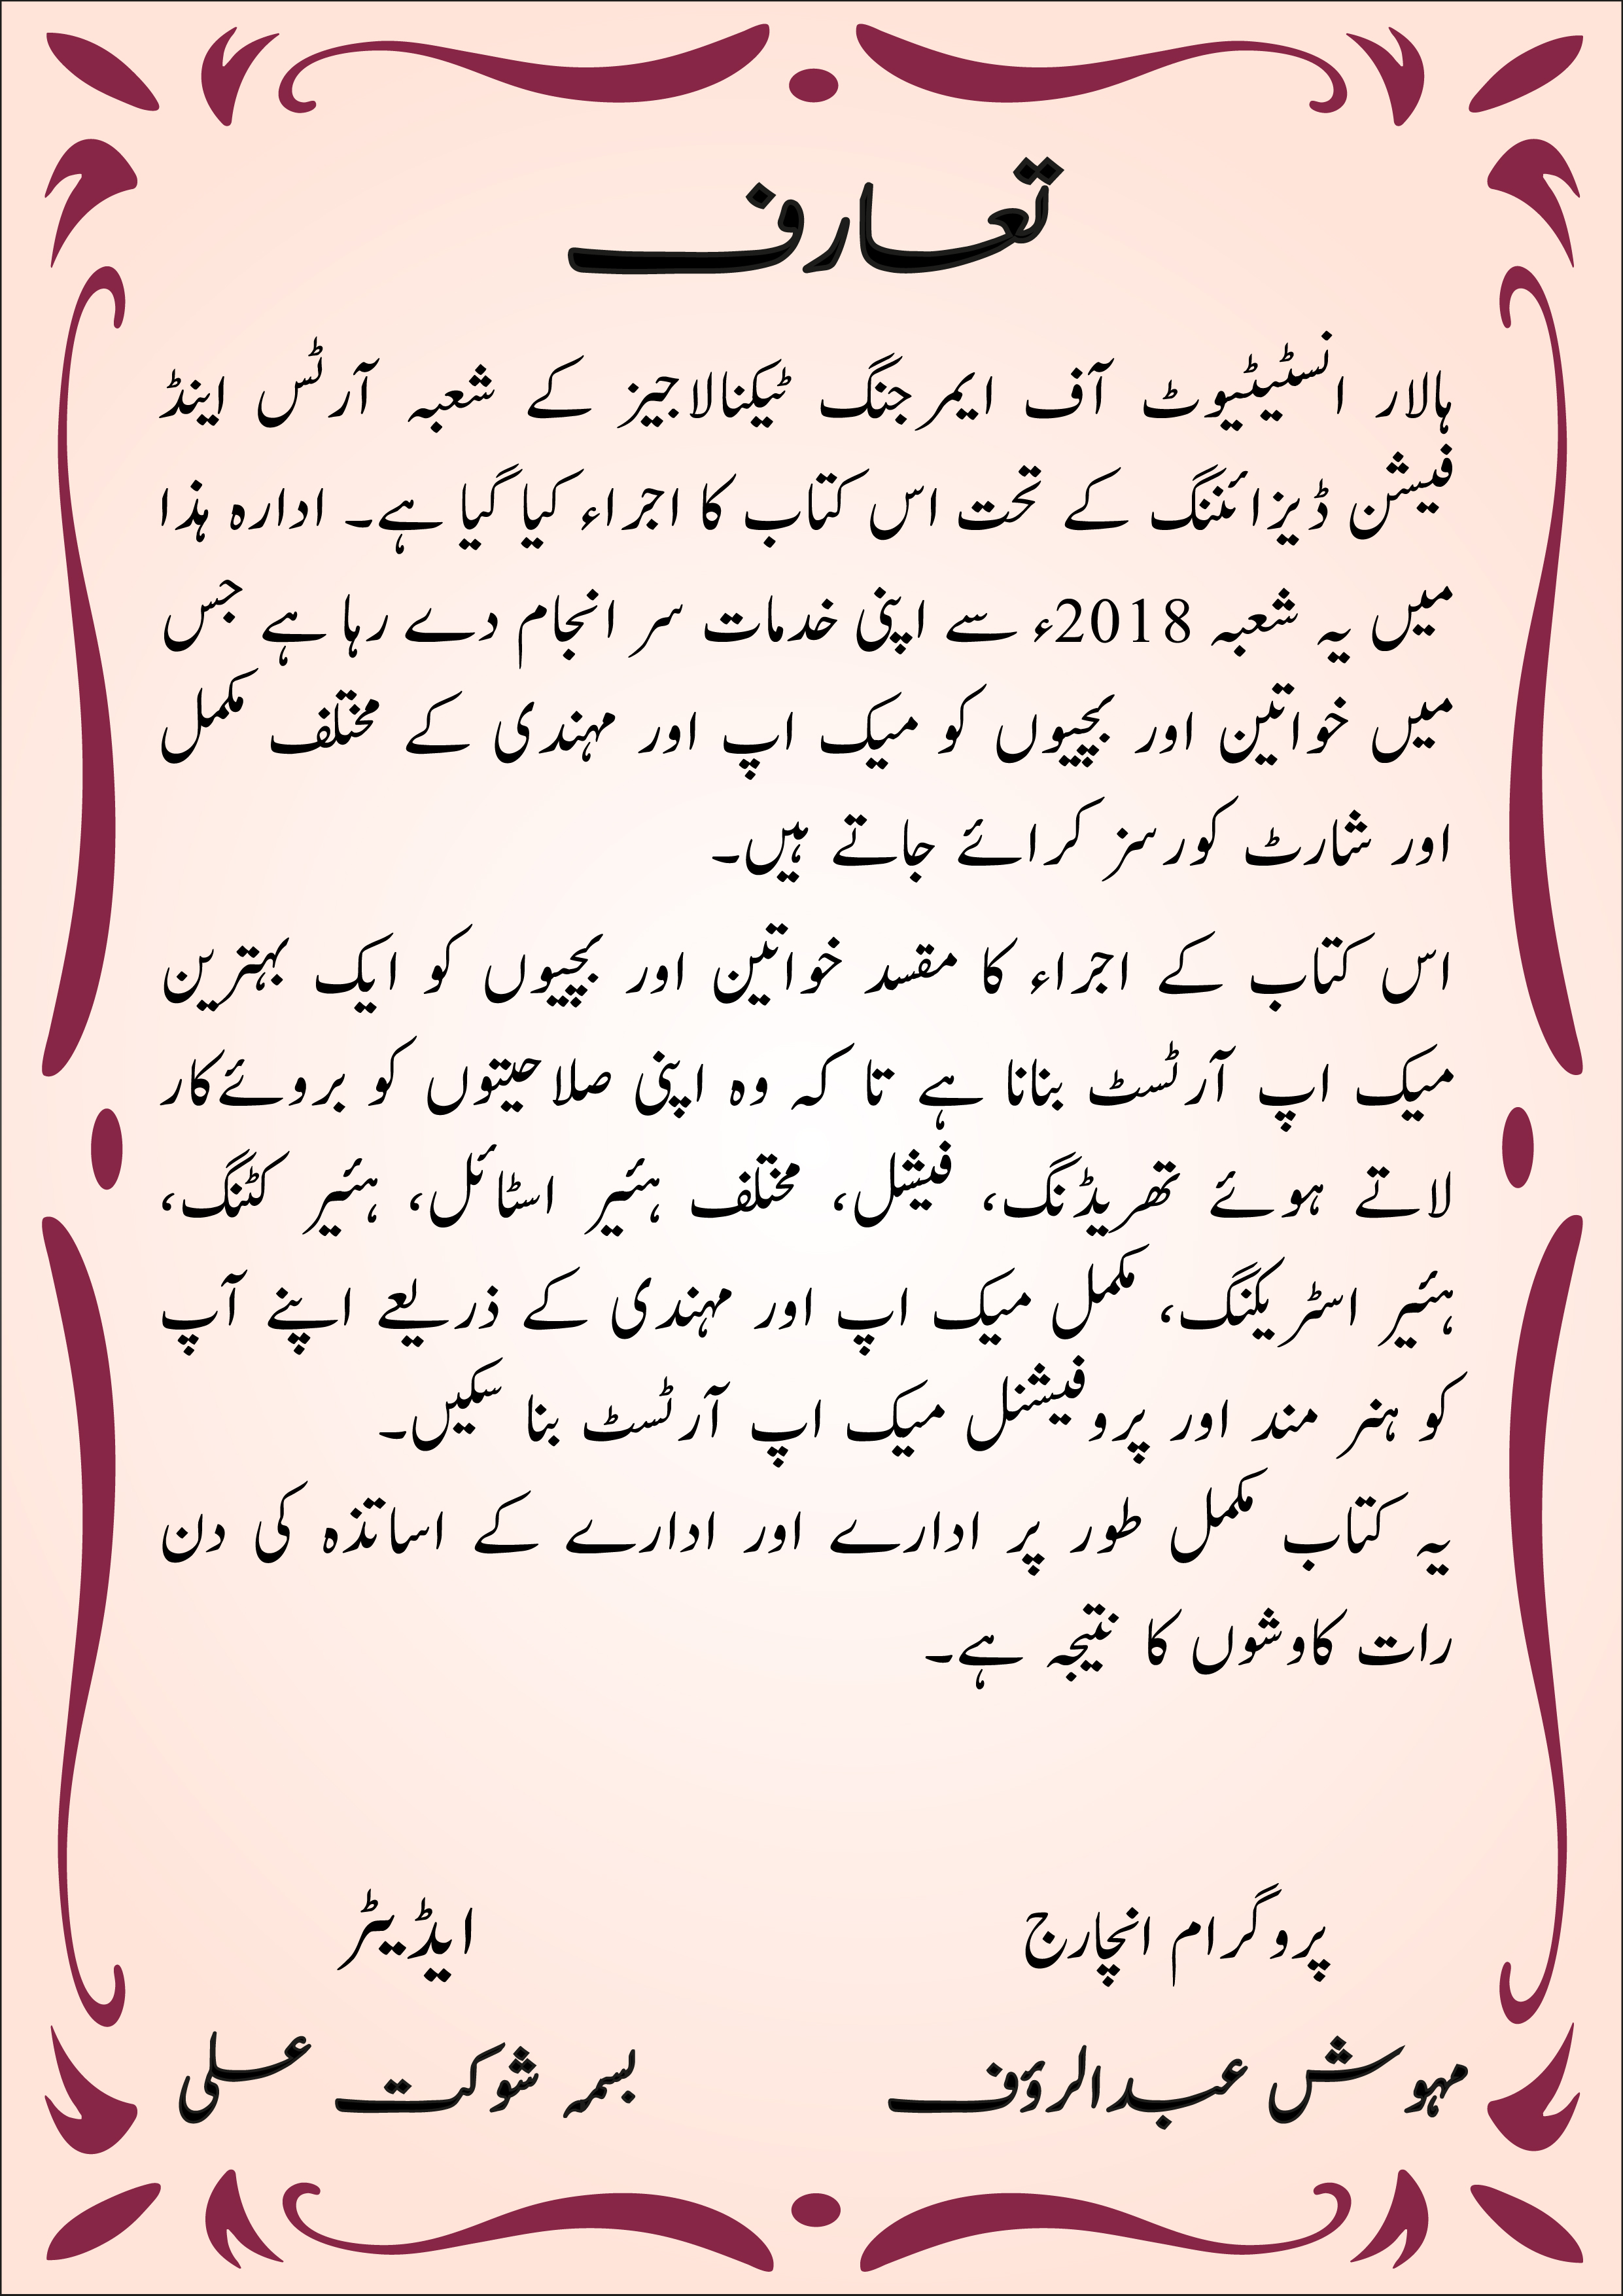 تعارف
ہالار انسٹیٹیوٹ آف ایمرجنگ ٹیکنالاجیز کے شعبہ آرٹس اینڈ
فیشن ڈیزائننگ کے تحت اس کتاب کا اجراء کیا گیا ہے۔ ادارہ ہذا
میں یہ شعبہ 2018ء سے اپنی خدمات سر انجام دے رہا ہے جس
میں خواتین اور بچیوں کو میک اپ اور مہندی کے مختلف مکمل
اور شارٹ کورسز کرائے جاتے ہیں۔
اس کتاب کے اجراء کا مقسد خواتین اور بچیوں کو ایک بہترین
میک اپ آرٹسٹ بنانا ہے تا کہ وہ اپنی صلاحیتوں کو بروئےکار
لاتے ہوئے تھریڈنگ، فیشل، مختلف ہئیر اسٹائل، ہئیر کٹنگ،
ہئیر اسٹریکنگ، مکمل میک اپ اور مہندی کے ذریعے اپنے آپ
کو ہنر مند اور پروفیشنل میک اپ آرٹسٹ بنا سکیں۔
یہ کتاب مکمل طور پر ادارے اور ادارے کے اساتذہ کی دن
رات کاوشوں کا نتیجہ ہے۔
پروگرام انچارج
ایڈیٹر
مہوش عبدالرؤف
بسمہ شوکت علی